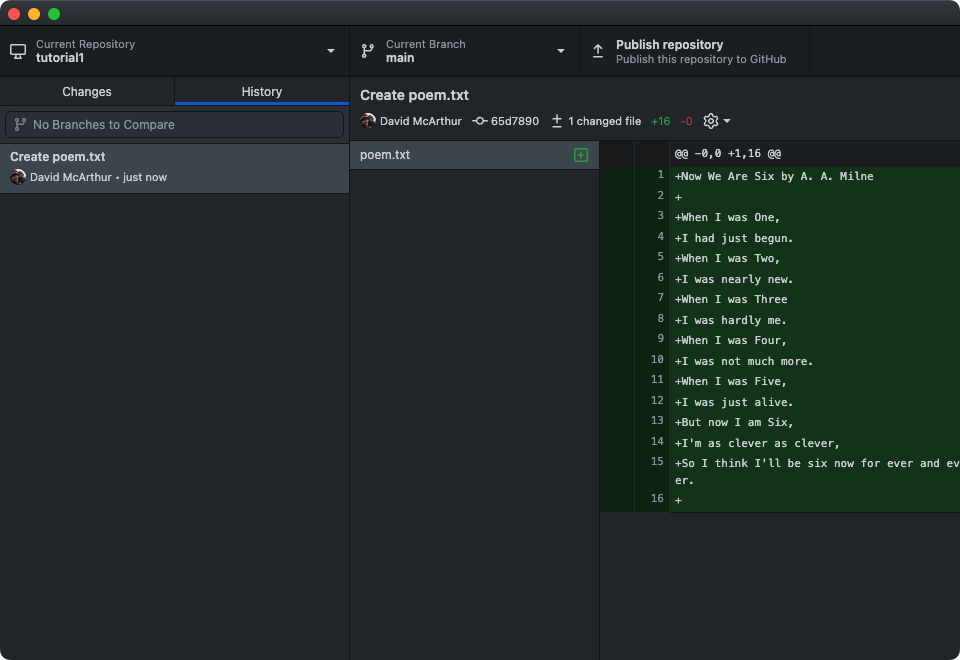 Current Repository
tutorial1
Current Branch
main
Publish repository
Publish this repository to GitHub
Changes
History
No Branches to Compare
Create poem.txt
David McArthur • just now
Create poem.txt
David McArthur 65d7890 1 changed file +16 -0
poem.txt
@@ -0,0 +1,16 @@
1 +Now We Are Six by A. A. Milne
2 +
3 +When I was One,
4 +I had just begun.
5 +When I was Two,
6 +I was nearly new.
7 +When I was Three
8 +I was hardly me.
9 +When I was Four,
10 +I was not much more.
11 +When I was Five,
12 +I was just alive.
13 +But now I am Six,
14 +I'm as clever as clever,
15 +So I think I'll be six now for ever and ev
er.
16 +